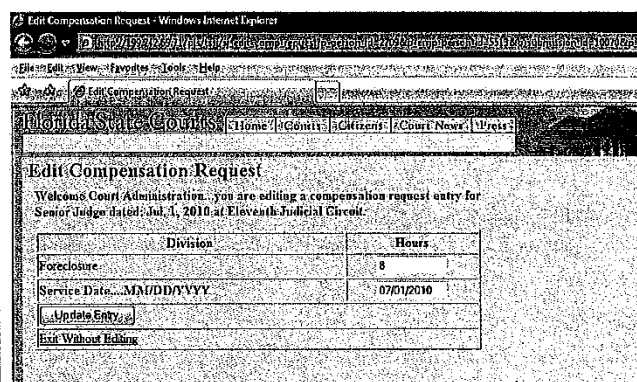 Edit Compensation Request - Windows Internet Explorer
File Edit View Favorites Tools Help
Edit Compensation Request
Florida State Courts Home Courts Citizens Court News Press
Edit Compensation Request
Welcome Court Administration...you are editing a compensation request entry for
Senior Judge dated: Jul, 1, 2010 at Eleventh Judicial Circuit.
Division Hours
Foreclosure 8
Service Date....MM/DD/YYYY 07/01/2010
Update Entry
Exit Without Editing